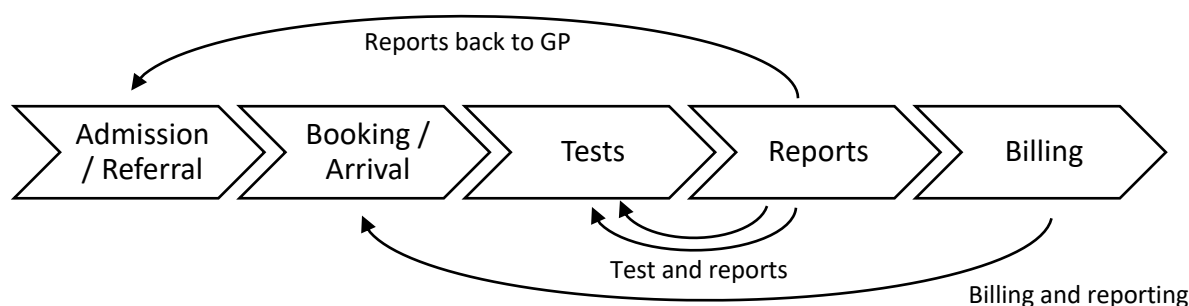 Reports back to GP
Admission
/ Referral
Booking /
Arrival
Tests
Reports
Billing
Test and reports
Billing and reporting